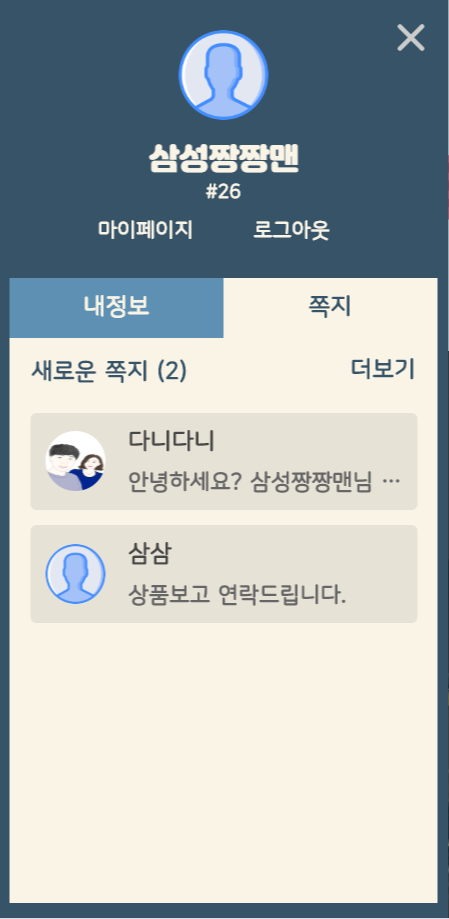 삼성짱짱맨
#26
마이페이지 로그아웃
내정보 쪽지
새로운 쪽지 (2) 더보기
다니다니
안녕하세요? 삼성짱짱맨님 ···
삼삼
상품보고 연락드립니다.